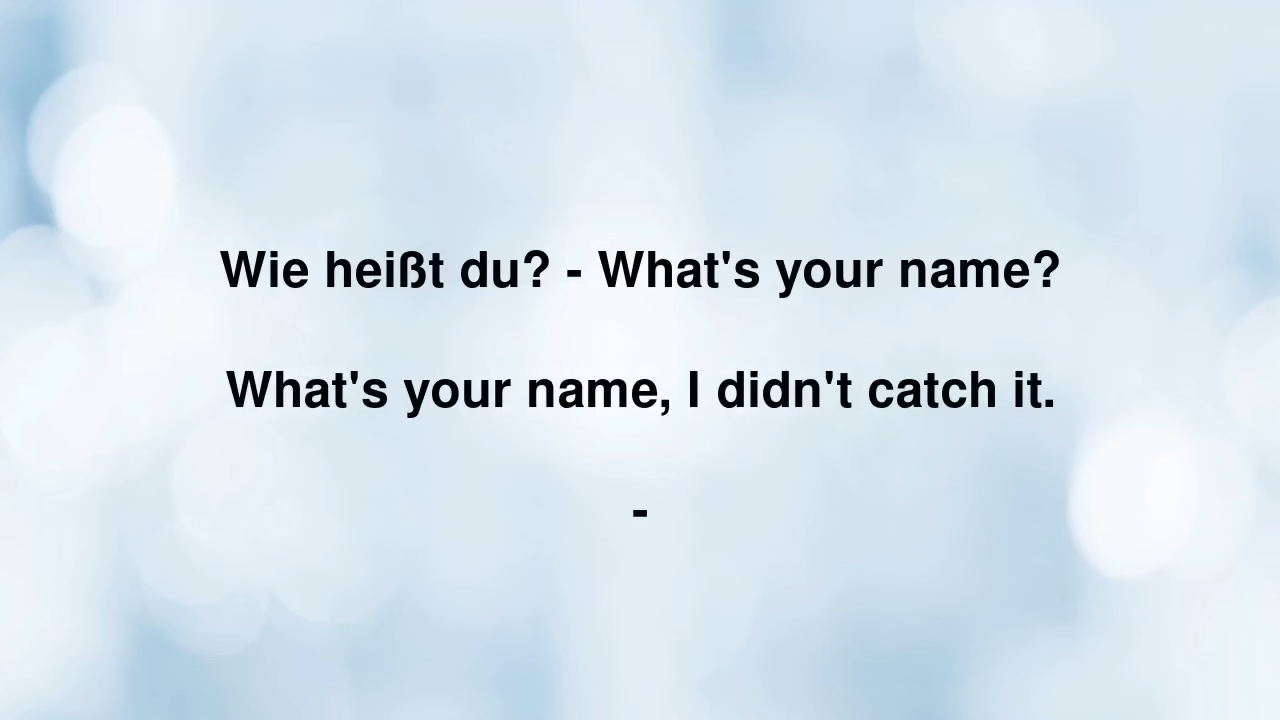 Wie heißt du? - What's your name?
What's your name, I didn't catch it.
-